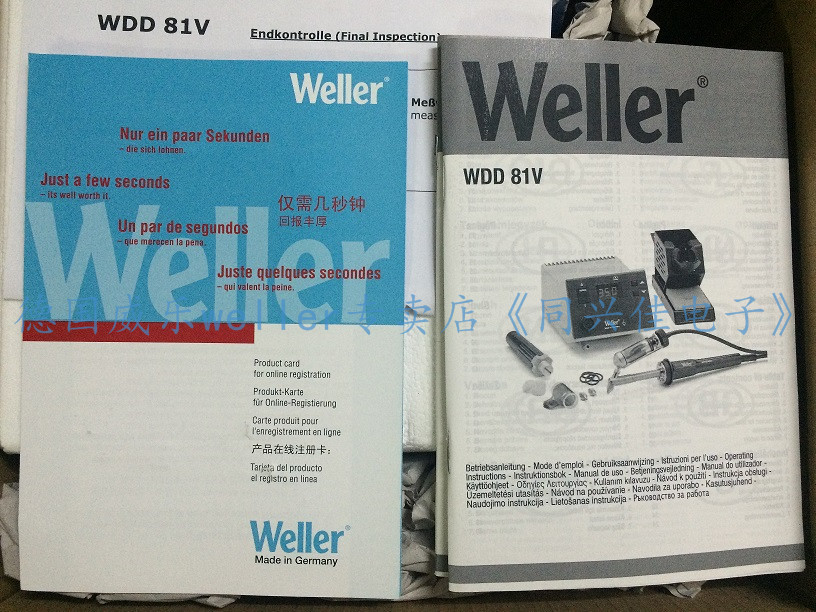 WDD 81V
Endkontrolle (Final Inspection)
Weller®
Nur ein paar Sekunden
– die sich lohnen.
Just a few seconds
– its well worth it.
仅需几秒钟
回报丰厚
Un par de segundos
– que merecen la pena.
Weller
Juste quelques secondes
– qui valent la peine.
Product card
for online registration
Produkt-Karte
für Online-Registierung
Carte produit pour
l'enregistrement en ligne
产品在线注册卡：
Tarjeta del producto
el registro en linea
Weller®
Made in Germany
Weller®
WDD 81V
350
Weller
Betriebsanleitung - Mode d'emploi - Gebruiksaanwijzing - Istruzioni per l'uso - Operating
Instructions - Instruktionsbok - Manual de uso - Betjeningsvejledning - Manual do utilizador -
Käyttöohjeet - Οδηγίες Λειτουργίας - Kullanım kılavuzu - Návod k použití - Instrukcja obsługi -
Üzemeltetési utasítás - Návod na používanie - Navodila za uporabo - Kasutusjuhend -
Naudojimo instrukcija - Lietošanas instrukcija - Ръководство за работа
德国威乐weller专卖店《同兴佳电子》